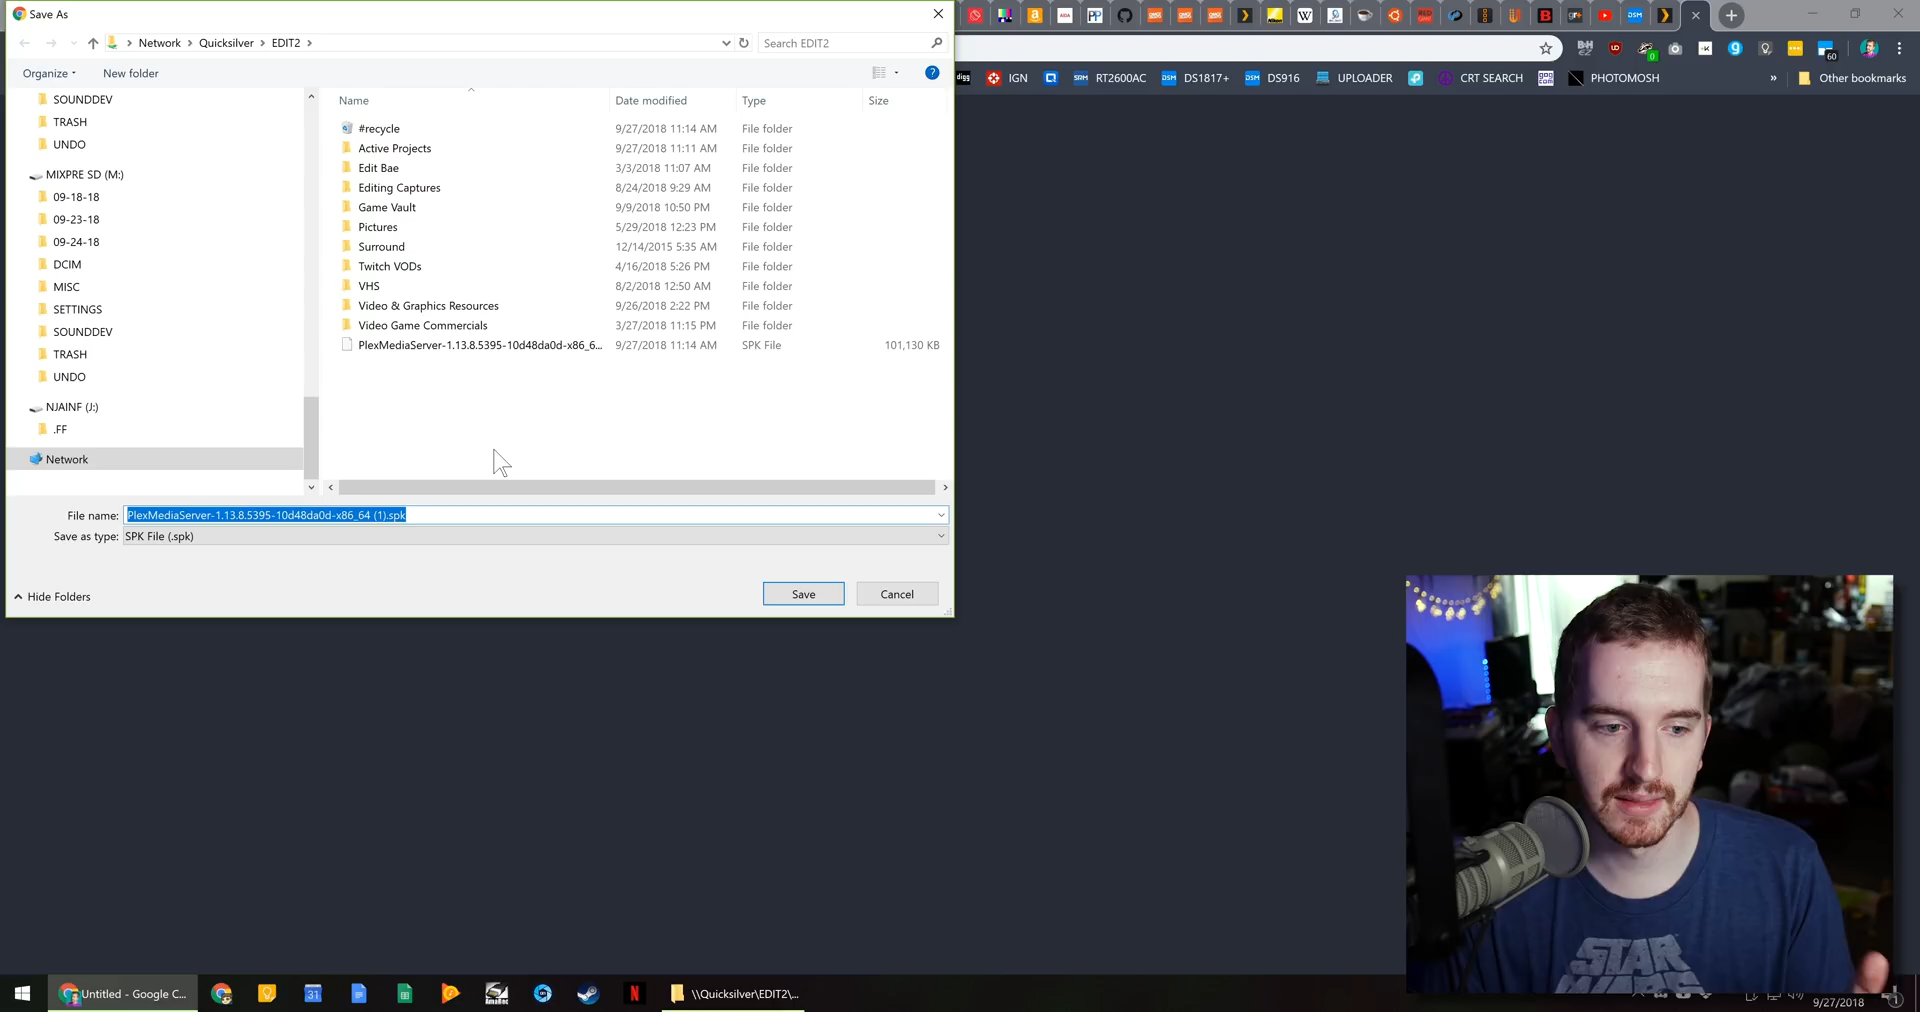 Save As
Network
Quicksilver
EDIT2
Search EDIT2
Organize
New folder
IGN
RT2600AC
DS1817+
DS916
UPLOADER
CRT SEARCH
PHOTOMOSH
»
Other bookmarks
SOUNDDEV
TRASH
UNDO
MIXPRE SD (M:)
09-18-18
09-23-18
09-24-18
DCIM
MISC
SETTINGS
SOUNDDEV
TRASH
UNDO
NJAINF (J:)
.FF
Network
Name Date modified Type Size
#recycle 9/27/2018 11:14 AM File folder
Active Projects 9/27/2018 11:11 AM File folder
Edit Bae 3/3/2018 11:07 AM File folder
Editing Captures 8/24/2018 9:29 AM File folder
Game Vault 9/9/2018 10:50 PM File folder
Pictures 5/29/2018 12:23 PM File folder
Surround 12/14/2015 5:35 AM File folder
Twitch VODs 4/16/2018 5:26 PM File folder
VHS 8/2/2018 12:50 AM File folder
Video & Graphics Resources 9/26/2018 2:22 PM File folder
Video Game Commercials 3/27/2018 11:15 PM File folder
PlexMediaServer-1.13.8.5395-10d48da0d-x86_6... 9/27/2018 11:14 AM SPK File 101,130 KB
File name: PlexMediaServer-1.13.8.5395-10d48da0d-x86_64 (1).spk
Save as type: SPK File (.spk)
Hide Folders
Save
Cancel
STAR
WARS
Untitled - Google C...
31
\\Quicksilver\EDIT2\...
9/27/2018